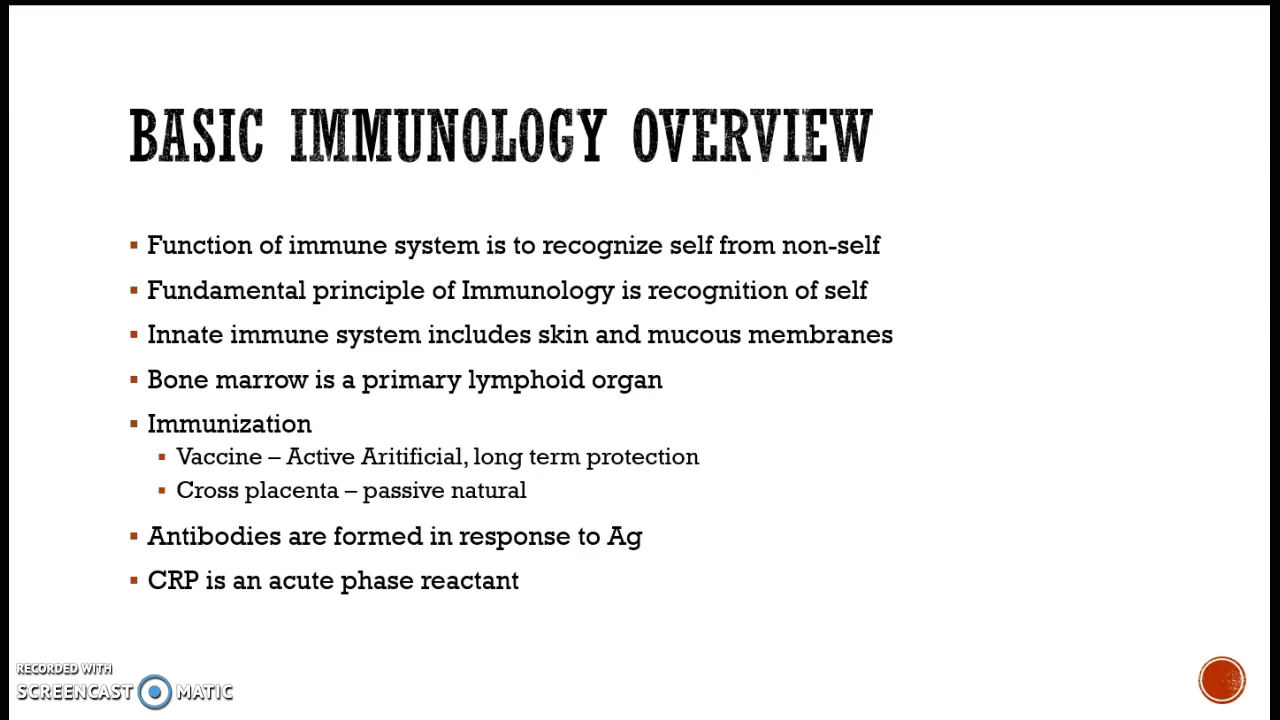 BASIC IMMUNOLOGY OVERVIEW
▪ Function of immune system is to recognize self from non-self
▪ Fundamental principle of Immunology is recognition of self
▪ Innate immune system includes skin and mucous membranes
▪ Bone marrow is a primary lymphoid organ
▪ Immunization
▪ Vaccine – Active Aritificial, long term protection
▪ Cross placenta – passive natural
▪ Antibodies are formed in response to Ag
▪ CRP is an acute phase reactant
RECORDED WITH
SCREENCAST MATIC